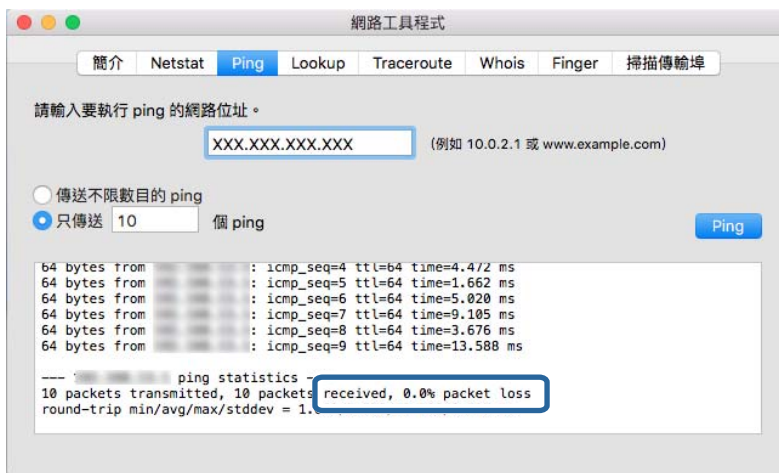 網路工具程式
簡介 Netstat Ping Lookup Traceroute Whois Finger 掃描傳輸埠
請輸入要執行 ping 的網路位址。
XXX.XXX.XXX.XXX (例如 10.0.2.1 或 www.example.com)
傳送不限數目的 ping
只傳送 10 個 ping
Ping
64 bytes from : icmp_seq=4 ttl=64 time=4.472 ms
64 bytes from : icmp_seq=5 ttl=64 time=1.662 ms
64 bytes from : icmp_seq=6 ttl=64 time=5.020 ms
64 bytes from : icmp_seq=7 ttl=64 time=9.105 ms
64 bytes from : icmp_seq=8 ttl=64 time=3.676 ms
64 bytes from : icmp_seq=9 ttl=64 time=13.588 ms
--- ping statistics -
10 packets transmitted, 10 packets received, 0.0% packet loss
round-trip min/avg/max/stddev = 1.